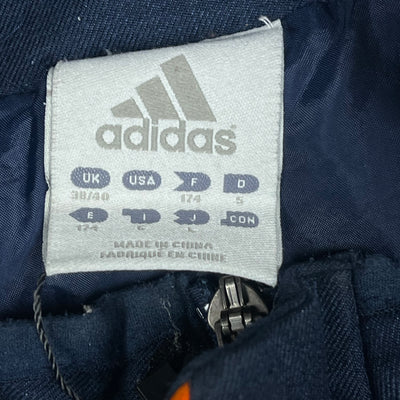 adidas
UK USA F D
38/40 174 5
E I J CON
174
MADE IN CHINA
FABRIQUE EN CHINE